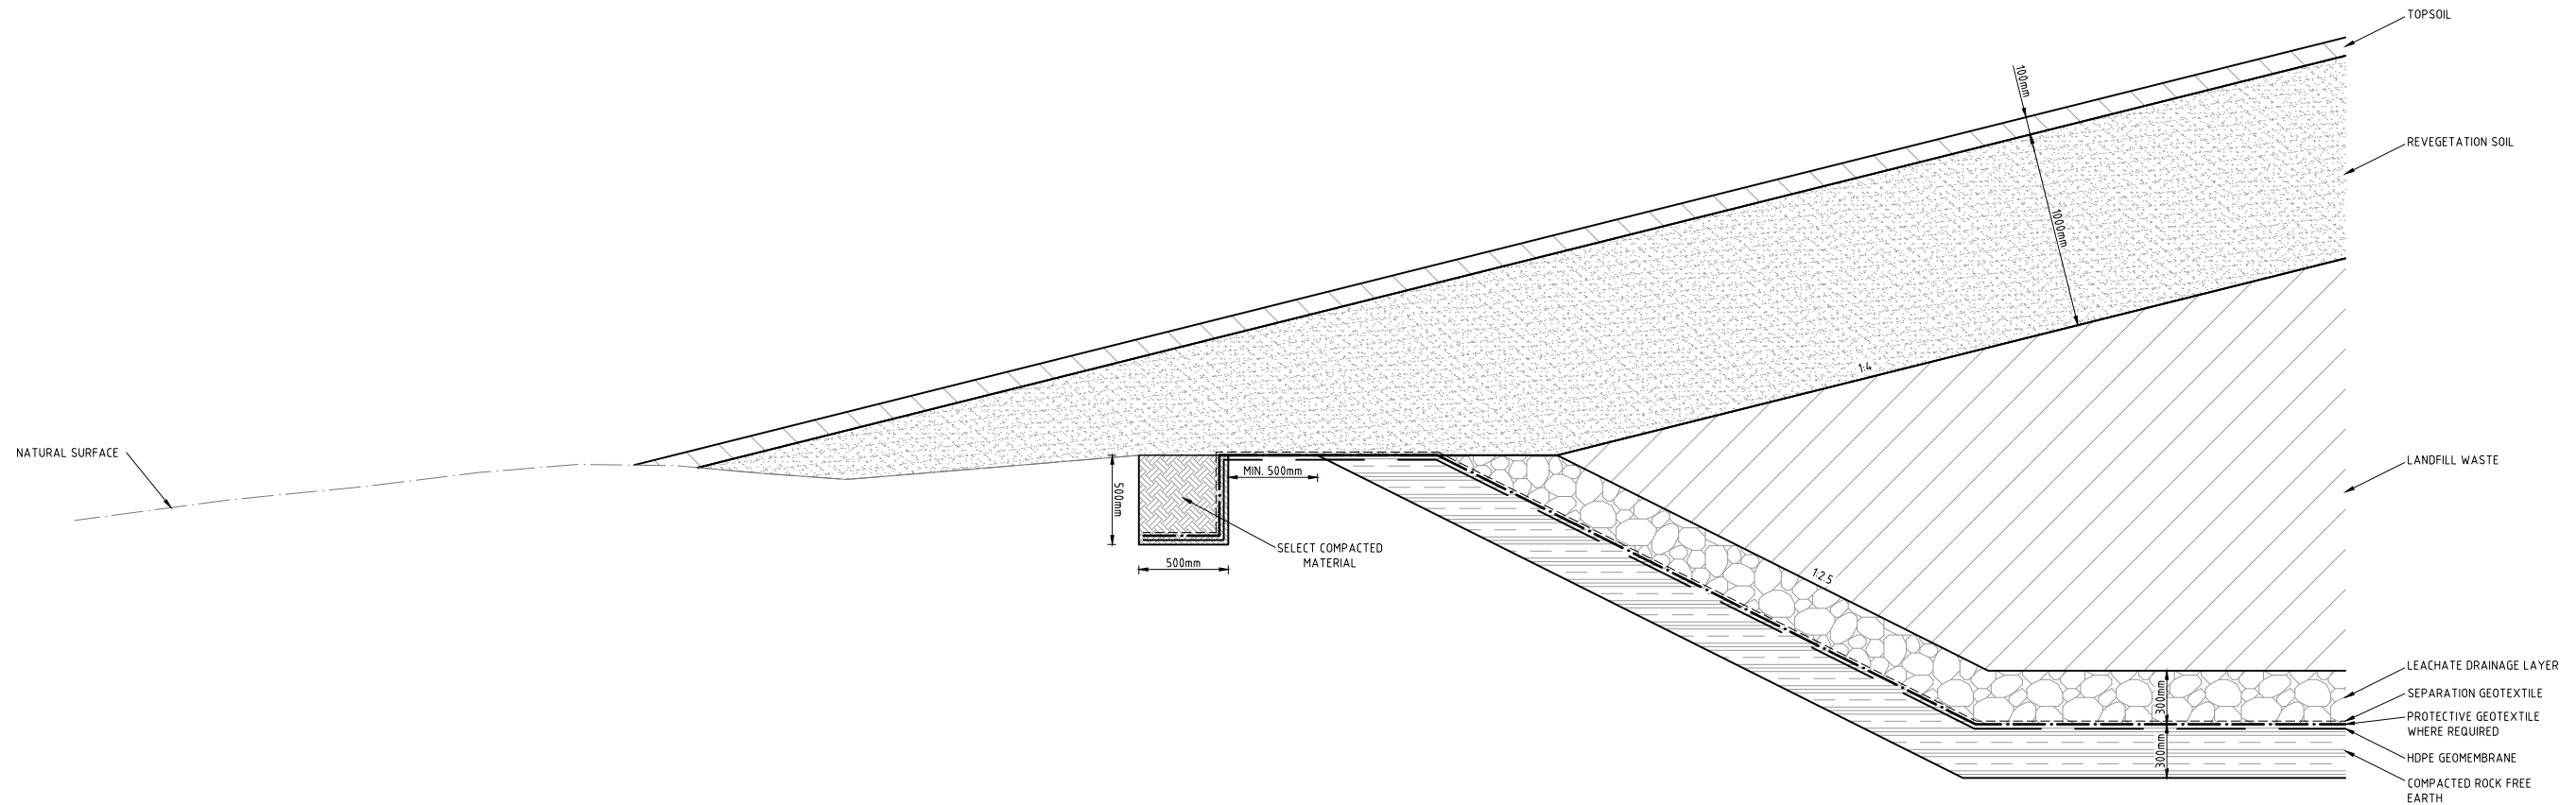 TOPSOIL
100mm
REVEGETATION SOIL
1000mm
1:4
NATURAL SURFACE
LANDFILL WASTE
MIN. 500mm
500mm
SELECT COMPACTED
MATERIAL
500mm
1:2.5
LEACHATE DRAINAGE LAYER
300mm
SEPARATION GEOTEXTILE
PROTECTIVE GEOTEXTILE
WHERE REQUIRED
300mm
HDPE GEOMEMBRANE
COMPACTED ROCK FREE
EARTH